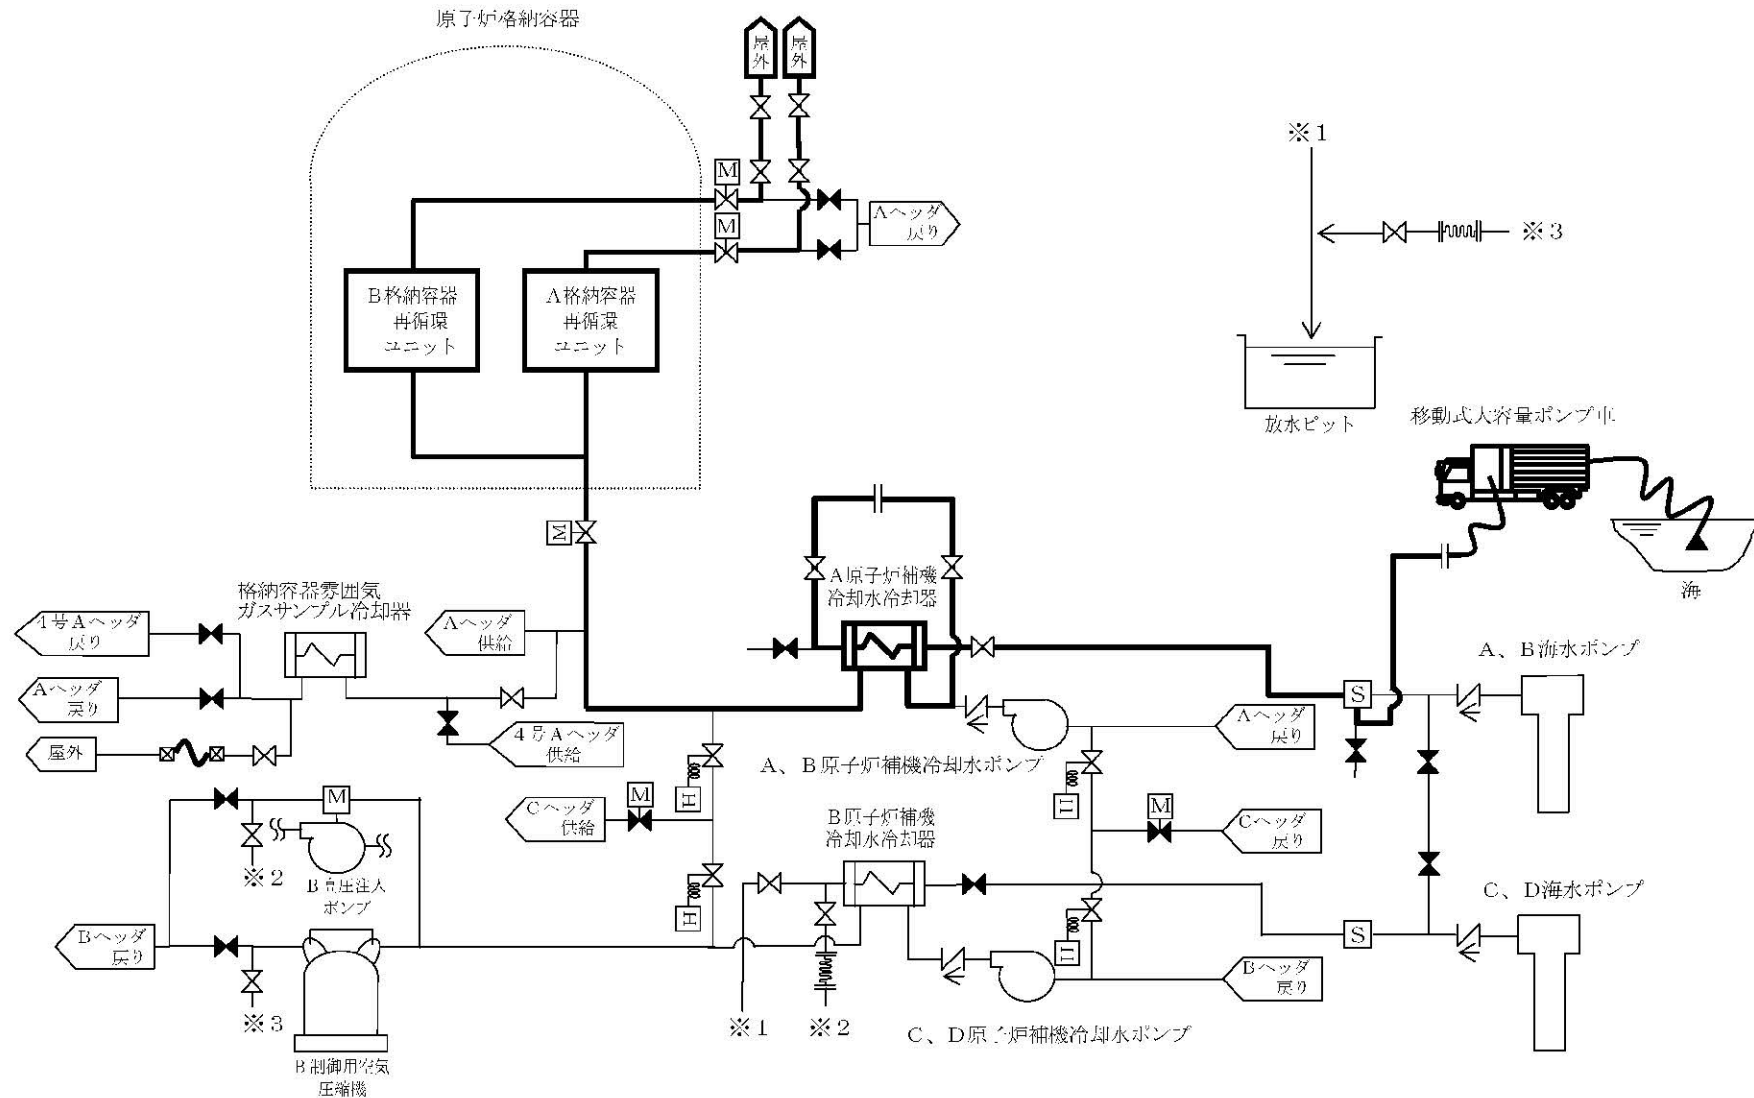 原子炉格納容器
屋外
屋外
※1
M
M
Aヘッダ
戻り
※3
B格納容器
再循環
ユニット
A格納容器
再循環
ユニット
放水ピット
移動式大容量ポンプ車
M
海
A原子炉補機
冷却水冷却器
格納容器雰囲気
ガスサンプル冷却器
4号Aヘッダ
戻り
Aヘッダ
供給
A、B海水ポンプ
Aヘッダ
戻り
S
屋外
4号Aヘッダ
供給
Aヘッダ
戻り
A、B原子炉補機冷却水ポンプ
H
H
M
Cヘッダ
供給
M
M
Cヘッダ
戻り
B原子炉補機
冷却水冷却器
※2
B高圧注入
ポンプ
C、D海水ポンプ
H
H
S
Bヘッダ
戻り
Bヘッダ
戻り
※3
※1
※2
C、D原子炉補機冷却水ポンプ
B制御用空気
圧縮機